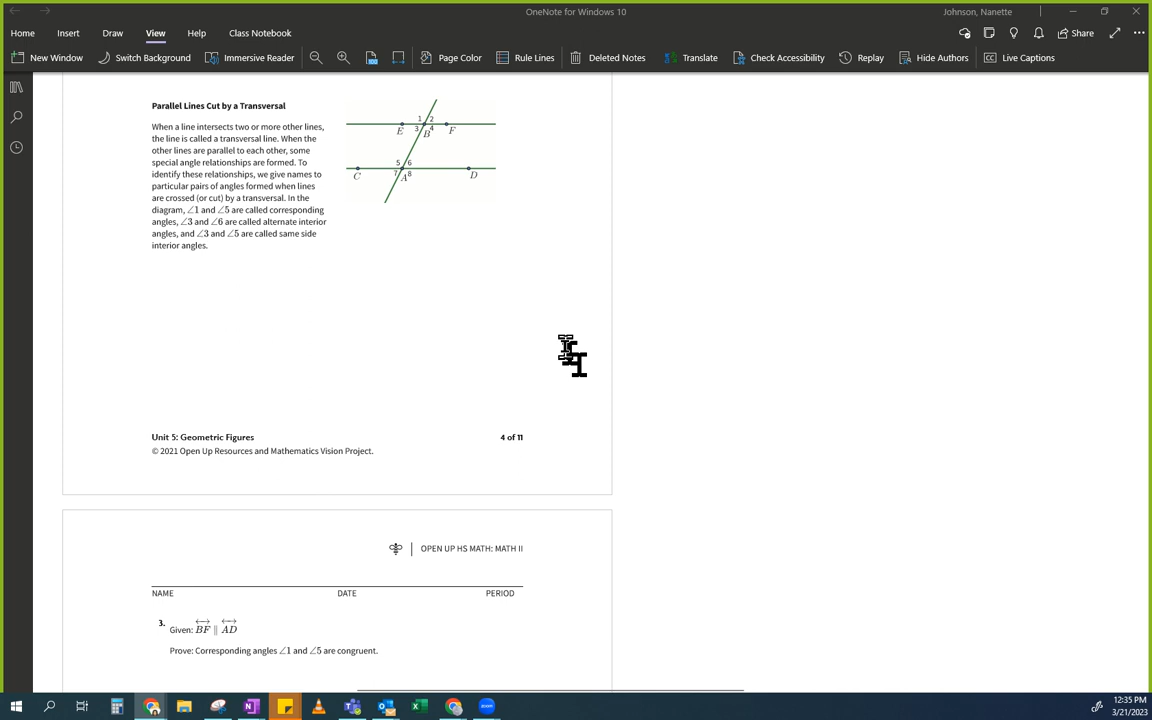 OneNote for Windows 10
Johnson, Nanette
Home Insert Draw View Help Class Notebook
Share
New Window Switch Background Immersive Reader 100 Page Color Rule Lines Deleted Notes Translate Check Accessibility Replay Hide Authors CC Live Captions
Parallel Lines Cut by a Transversal
When a line intersects two or more other lines,
the line is called a transversal line. When the
other lines are parallel to each other, some
special angle relationships are formed. To
identify these relationships, we give names to
particular pairs of angles formed when lines
are crossed (or cut) by a transversal. In the
diagram, ∠1 and ∠5 are called corresponding
angles, ∠3 and ∠6 are called alternate interior
angles, and ∠3 and ∠5 are called same side
interior angles.
1 2
E 3 B 4 F
5 6
C 7 A 8 D
Unit 5: Geometric Figures 4 of 11
© 2021 Open Up Resources and Mathematics Vision Project.
OPEN UP HS MATH: MATH II
NAME DATE PERIOD
3. Given: BF ∥ AD
Prove: Corresponding angles ∠1 and ∠5 are congruent.
12:35 PM
3/21/2023